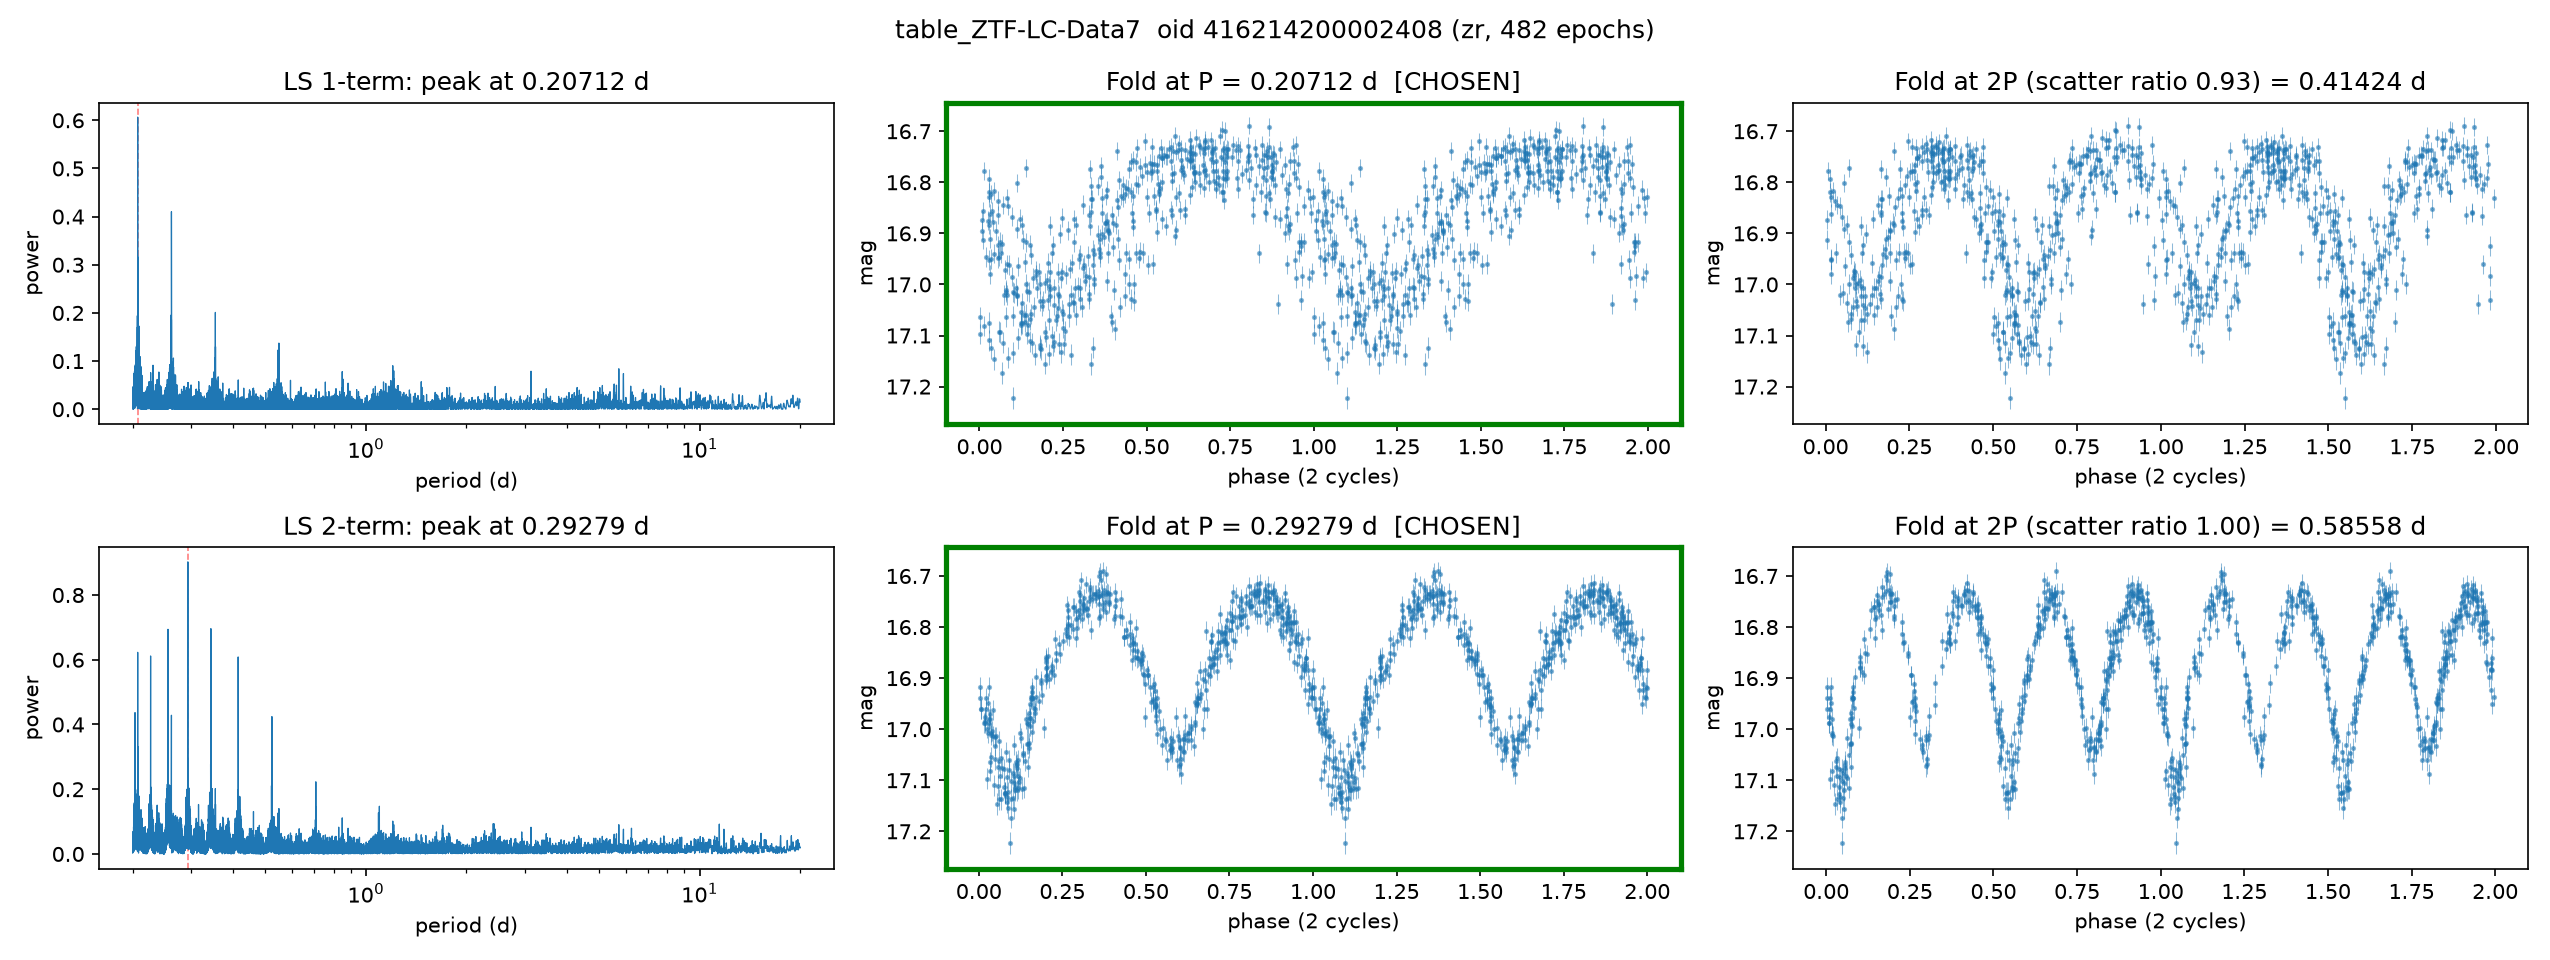 table_ZTF-LC-Data7  oid 416214200002408 (zr, 482 epochs)
LS 1-term: peak at 0.20712 d
power
0.6
0.5
0.4
0.3
0.2
0.1
0.0
10⁰ 10¹
period (d)
Fold at P = 0.20712 d  [CHOSEN]
mag
16.7
16.8
16.9
17.0
17.1
17.2
0.00 0.25 0.50 0.75 1.00 1.25 1.50 1.75 2.00
phase (2 cycles)
Fold at 2P (scatter ratio 0.93) = 0.41424 d
mag
16.7
16.8
16.9
17.0
17.1
17.2
0.00 0.25 0.50 0.75 1.00 1.25 1.50 1.75 2.00
phase (2 cycles)
LS 2-term: peak at 0.29279 d
power
0.8
0.6
0.4
0.2
0.0
10⁰ 10¹
period (d)
Fold at P = 0.29279 d  [CHOSEN]
mag
16.7
16.8
16.9
17.0
17.1
17.2
0.00 0.25 0.50 0.75 1.00 1.25 1.50 1.75 2.00
phase (2 cycles)
Fold at 2P (scatter ratio 1.00) = 0.58558 d
mag
16.7
16.8
16.9
17.0
17.1
17.2
0.00 0.25 0.50 0.75 1.00 1.25 1.50 1.75 2.00
phase (2 cycles)